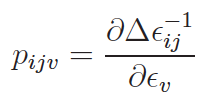 p_{ijv} = \frac{\partial \Delta \epsilon_{ij}^{-1}}{\partial \epsilon_v}